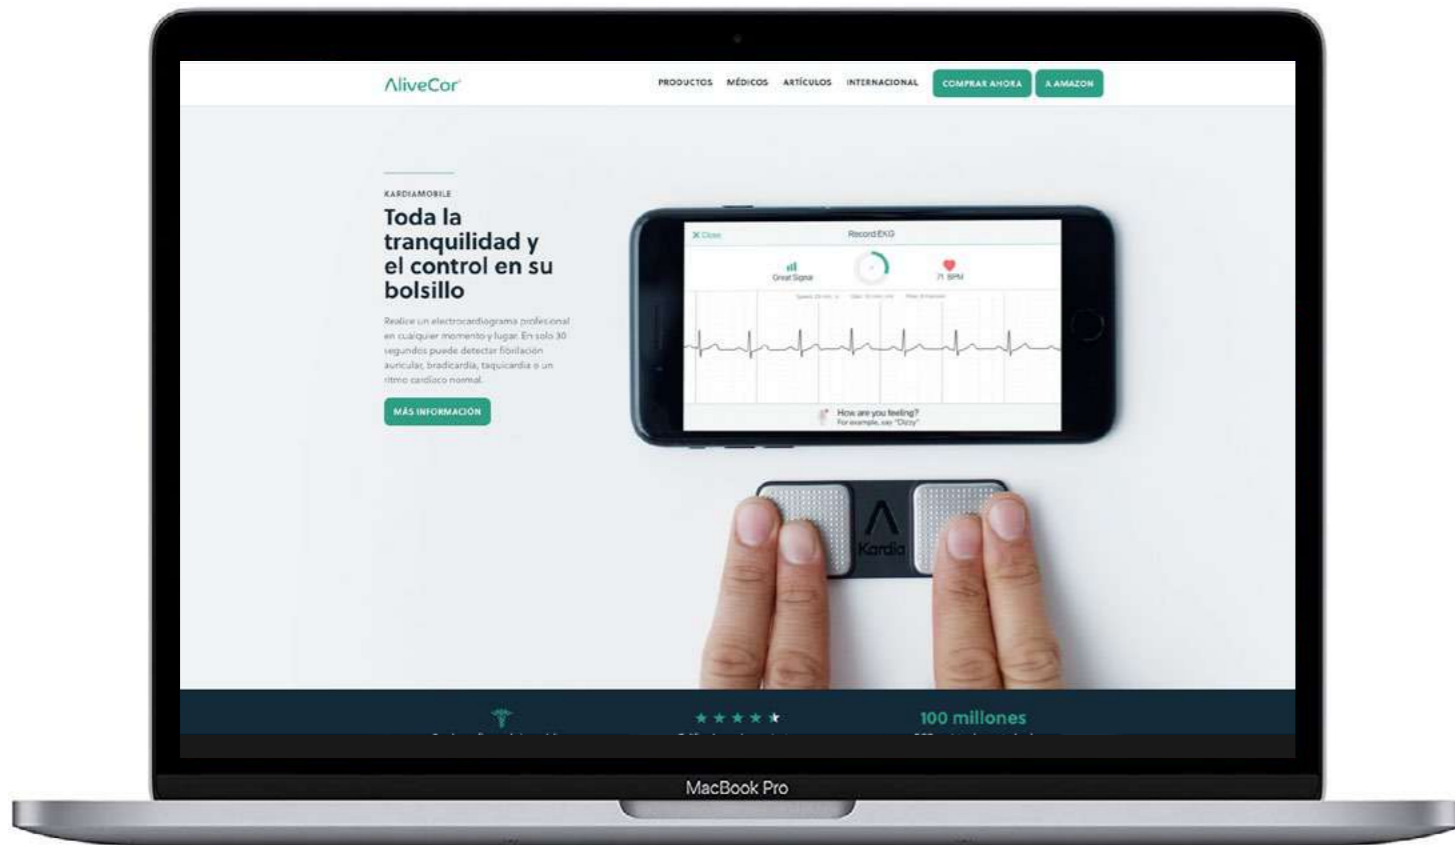 AliveCor
PRODUCTOS MÉDICOS ARTÍCULOS INTERNACIONAL COMPRAR AHORA A AMAZON
KARDIAMOBILE
Toda la
tranquilidad y
el control en su
bolsillo
Realice un electrocardiograma profesional
en cualquier momento y lugar. En solo 30
segundos puede detectar fibrilación
auricular, bradicardia, taquicardia o un
ritmo cardíaco normal.
MÁS INFORMACIÓN
X Close Record EKG
Great Signal 71 BPM
How are you feeling?
For example, say "Dizzy"
Kardia
100 millones
MacBook Pro